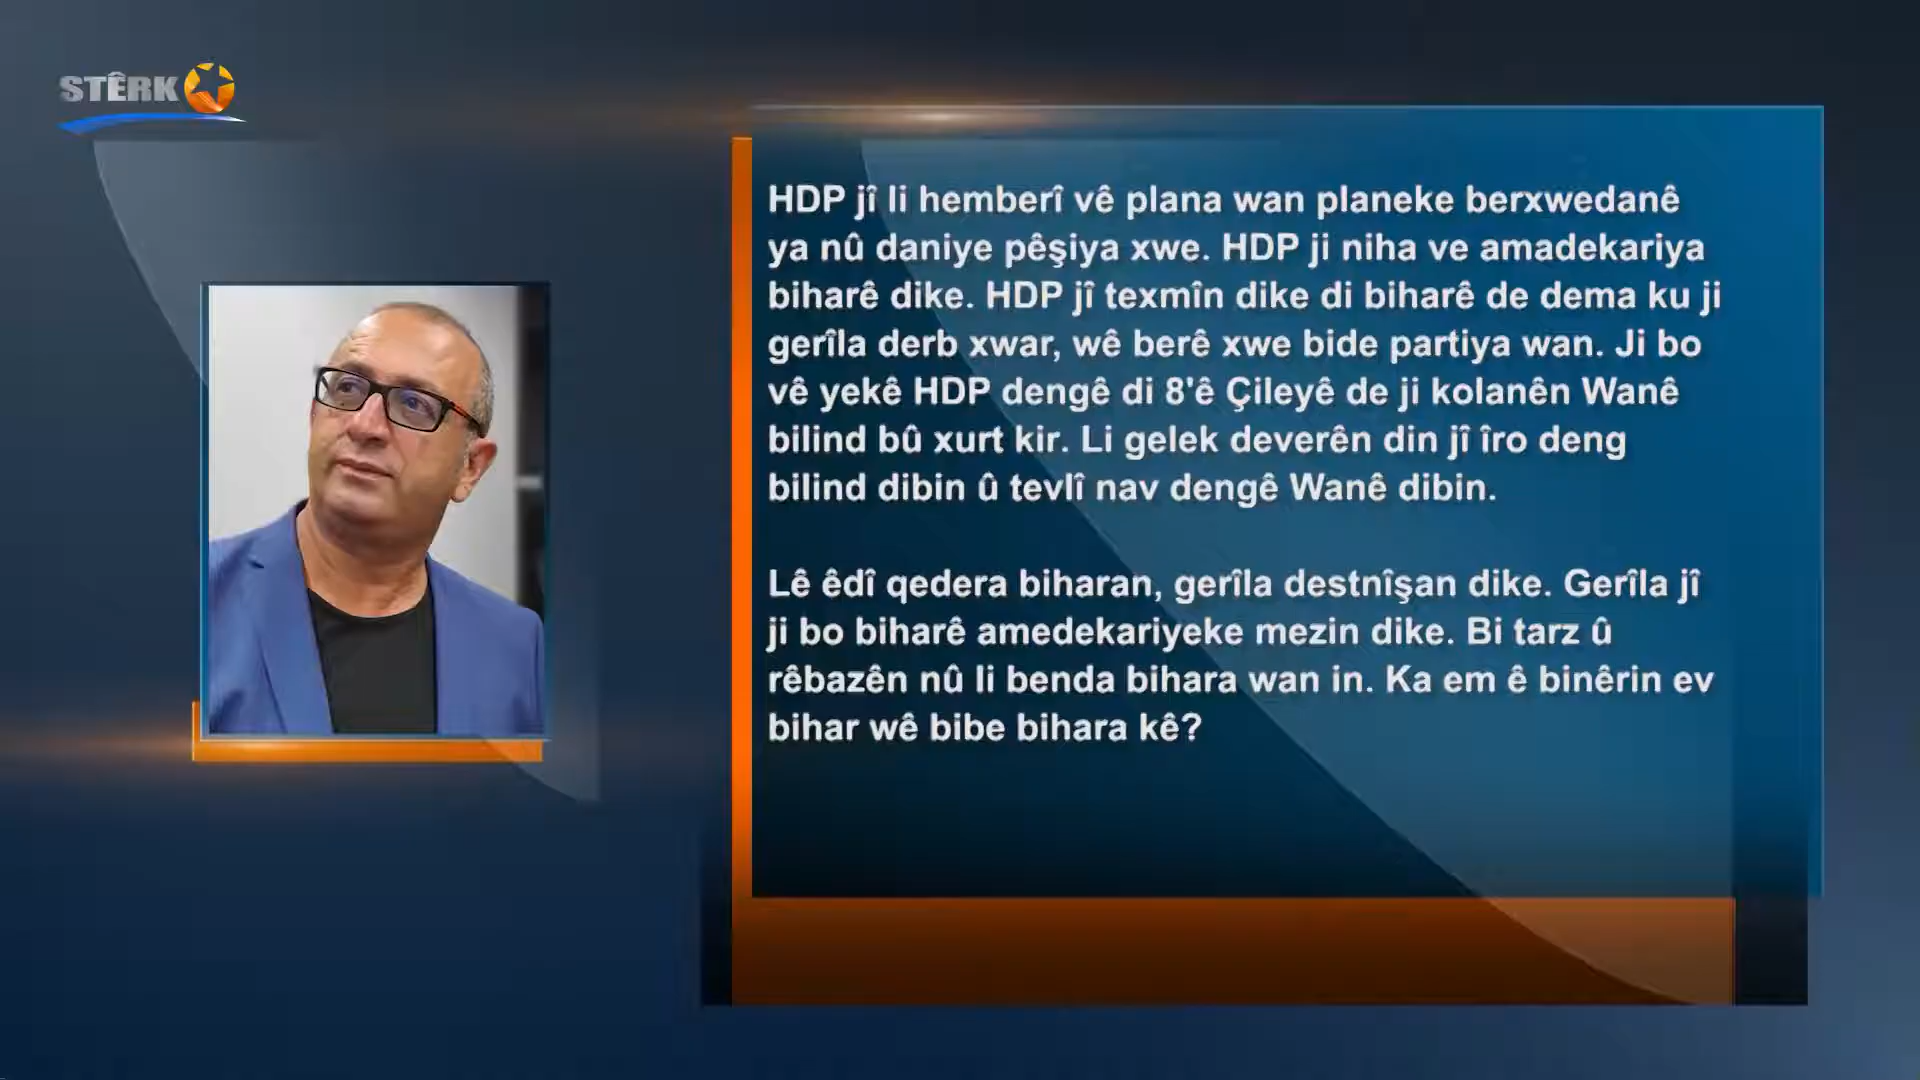 STÊRK
HDP jî li hemberî vê plana wan planeke berxwedanê
ya nû daniye pêşiya xwe. HDP ji niha ve amadekariya
biharê dike. HDP jî texmîn dike di biharê de dema ku ji
gerîla derb xwar, wê berê xwe bide partiya wan. Ji bo
vê yekê HDP dengê di 8'ê Çileyê de ji kolanên Wanê
bilind bû xurt kir. Li gelek deverên din jî îro deng
bilind dibin û tevlî nav dengê Wanê dibin.
Lê êdî qedera biharan, gerîla destnîşan dike. Gerîla jî
ji bo biharê amedekariyeke mezin dike. Bi tarz û
rêbazên nû li benda bihara wan in. Ka em ê binêrin ev
bihar wê bibe bihara kê?